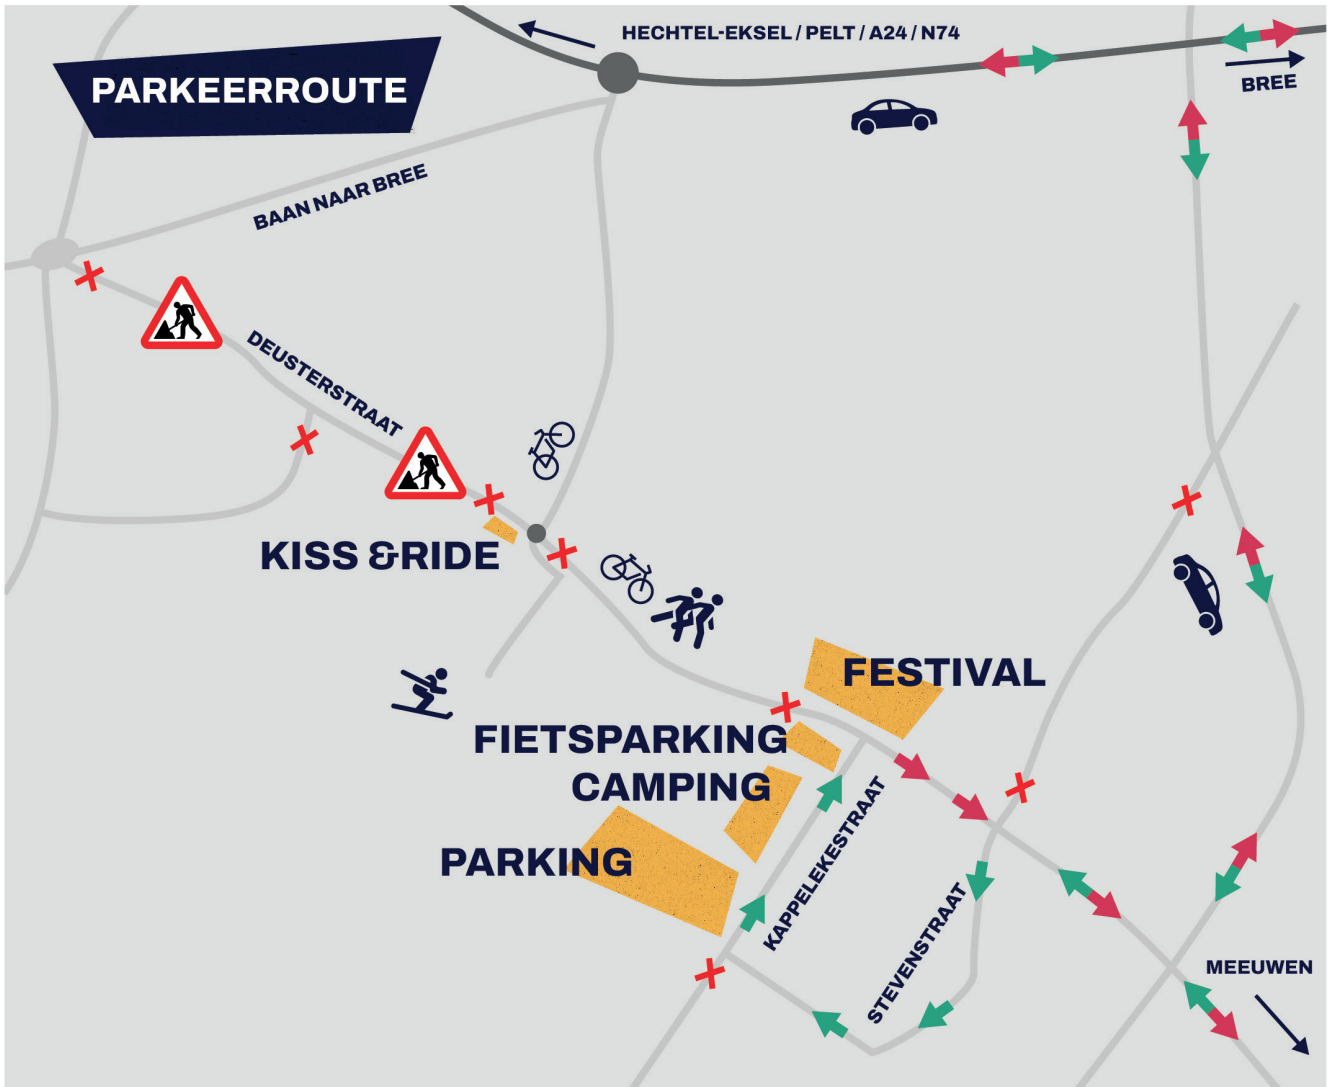 HECHTEL-EKSEL / PELT / A24 / N74
PARKEERROUTE
BREE
BAAN NAAR BREE
DEUSTERSTRAAT
KISS &RIDE
FESTIVAL
FIETSPARKING
CAMPING
PARKING
KAPPELEKESTRAAT
STEVENSTRAAT
MEEUWEN